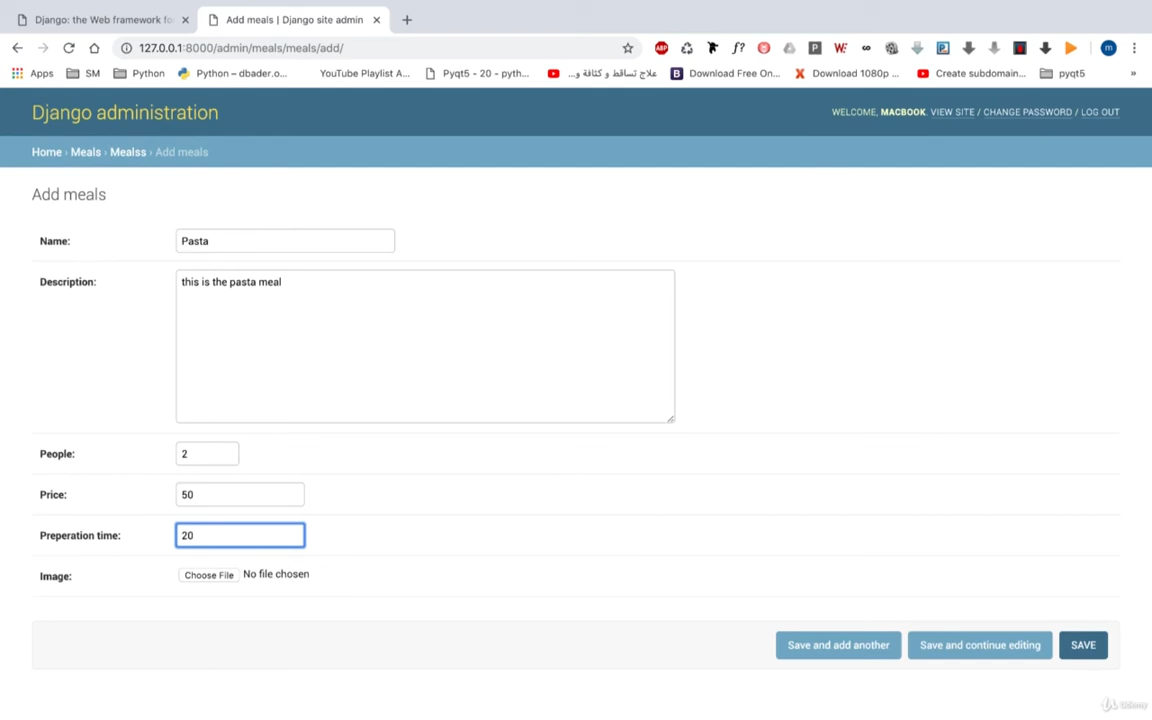 Django: the Web framework fo
Add meals | Django site admin
127.0.0.1:8000/admin/meals/meals/add/
Apps SM Python Python – dbader.o... YouTube Playlist A... Pyqt5 - 20 - pyth... علاج تساقط و كثافة و... Download Free On... Download 1080p ... Create subdomain... pyqt5 »
Django administration
WELCOME, MACBOOK. VIEW SITE / CHANGE PASSWORD / LOG OUT
Home › Meals › Mealss › Add meals
Add meals
Name: Pasta
Description: this is the pasta meal
People: 2
Price: 50
Preperation time: 20
Image: Choose File No file chosen
Save and add another Save and continue editing SAVE
Udemy